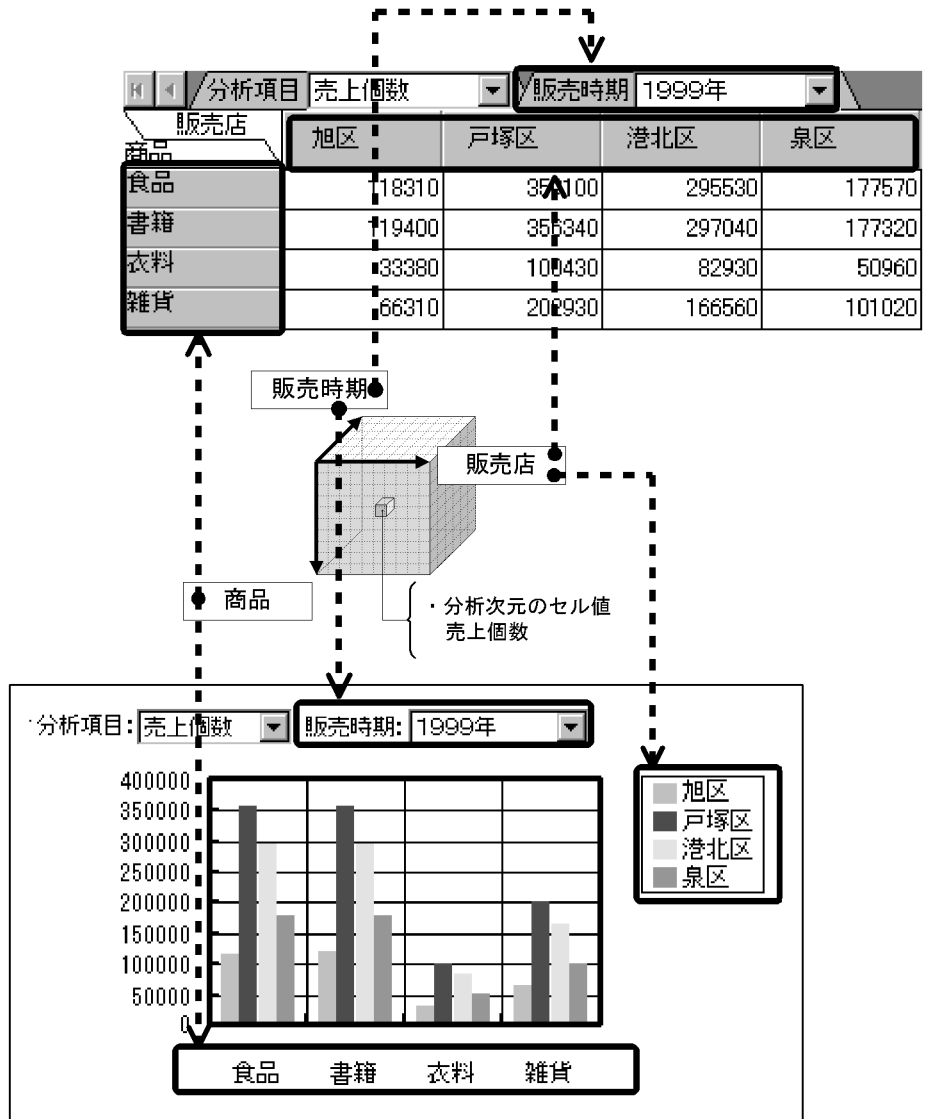 分析項目 売上個数 販売時期 1999年
販売店
商品
旭区 戸塚区 港北区 泉区
食品 118310 295530 177570
書籍 119400 297040 177320
衣料 33380 100430 82930 50960
雑貨 66310 202930 166560 101020
販売時期
販売店
商品
・分析次元のセル値
売上個数
分析項目: 売上個数 販売時期: 1999年
400000
350000
300000
250000
200000
150000
100000
50000
0
旭区
戸塚区
港北区
泉区
食品 書籍 衣料 雑貨